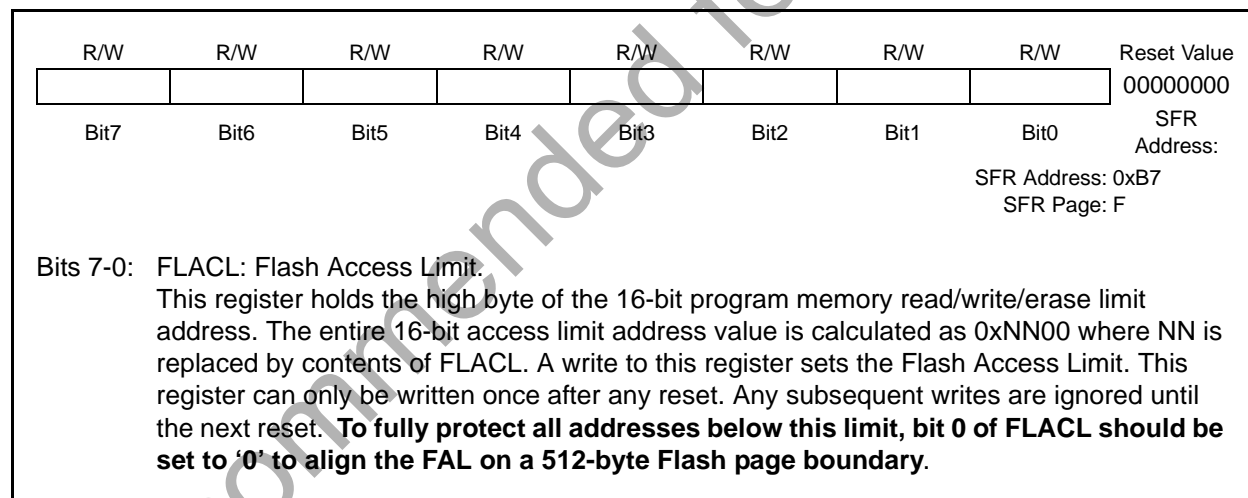 R/W R/W R/W R/W R/W R/W R/W R/W Reset Value
00000000
Bit7 Bit6 Bit5 Bit4 Bit3 Bit2 Bit1 Bit0 SFR
Address:
SFR Address: 0xB7
SFR Page: F
Bits 7-0: FLACL: Flash Access Limit.
This register holds the high byte of the 16-bit program memory read/write/erase limit
address. The entire 16-bit access limit address value is calculated as 0xNN00 where NN is
replaced by contents of FLACL. A write to this register sets the Flash Access Limit. This
register can only be written once after any reset. Any subsequent writes are ignored until
the next reset. To fully protect all addresses below this limit, bit 0 of FLACL should be
set to ‘0’ to align the FAL on a 512-byte Flash page boundary.
ommended f